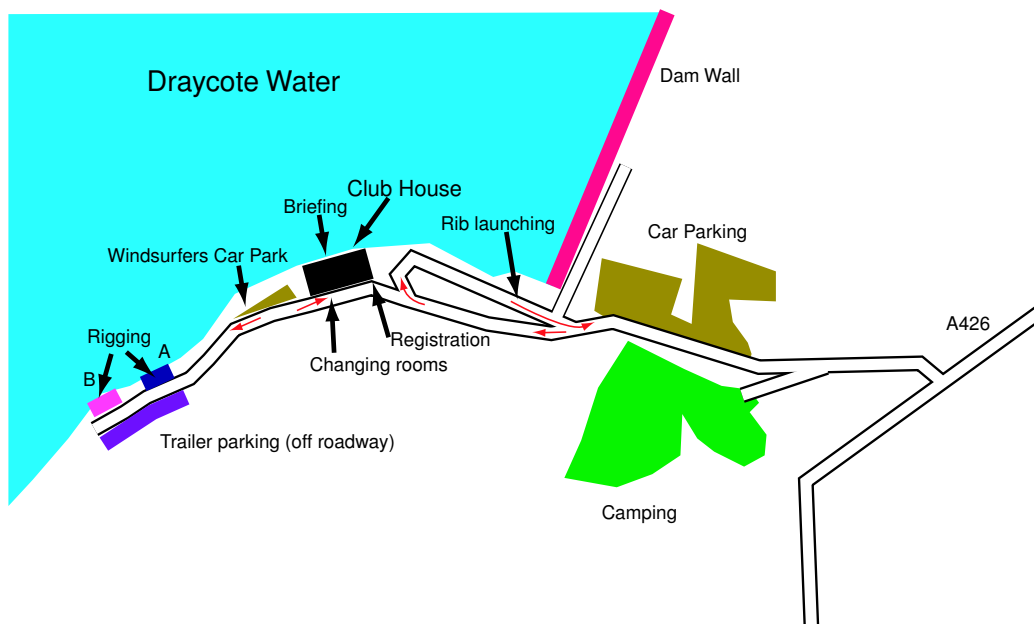 Draycote Water
Dam Wall
Club House
Briefing
Rib launching
Car Parking
Windsurfers Car Park
A426
Rigging
A
Registration
Changing rooms
B
Trailer parking (off roadway)
Camping